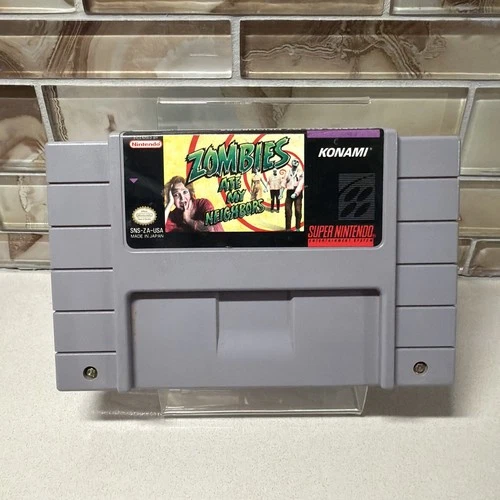 Nintendo
ZOMBIES
ATE MY
NEIGHBORS
SNS-ZA-USA
MADE IN JAPAN
KONAMI
SUPER NINTENDO
ENTERTAINMENT SYSTEM